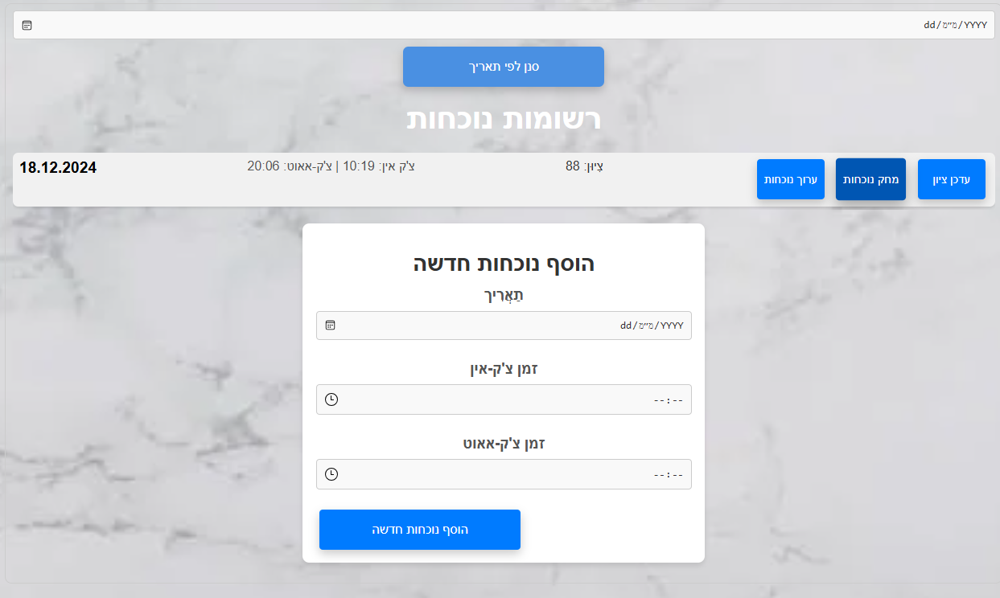 dd/מ״מ/YYYY
סנן לפי תאריך
רשומות נוכחות
עדכן ציון
מחק נוכחות
ערוך נוכחות
צִיוּן: 88
צ'ק אין: 10:19 | צ'ק-אאוט: 20:06
18.12.2024
הוסף נוכחות חדשה
תַאֲרִיך
dd/מ״מ/YYYY
זמן צ'ק-אין
--:--
זמן צ'ק-אאוט
--:--
הוסף נוכחות חדשה